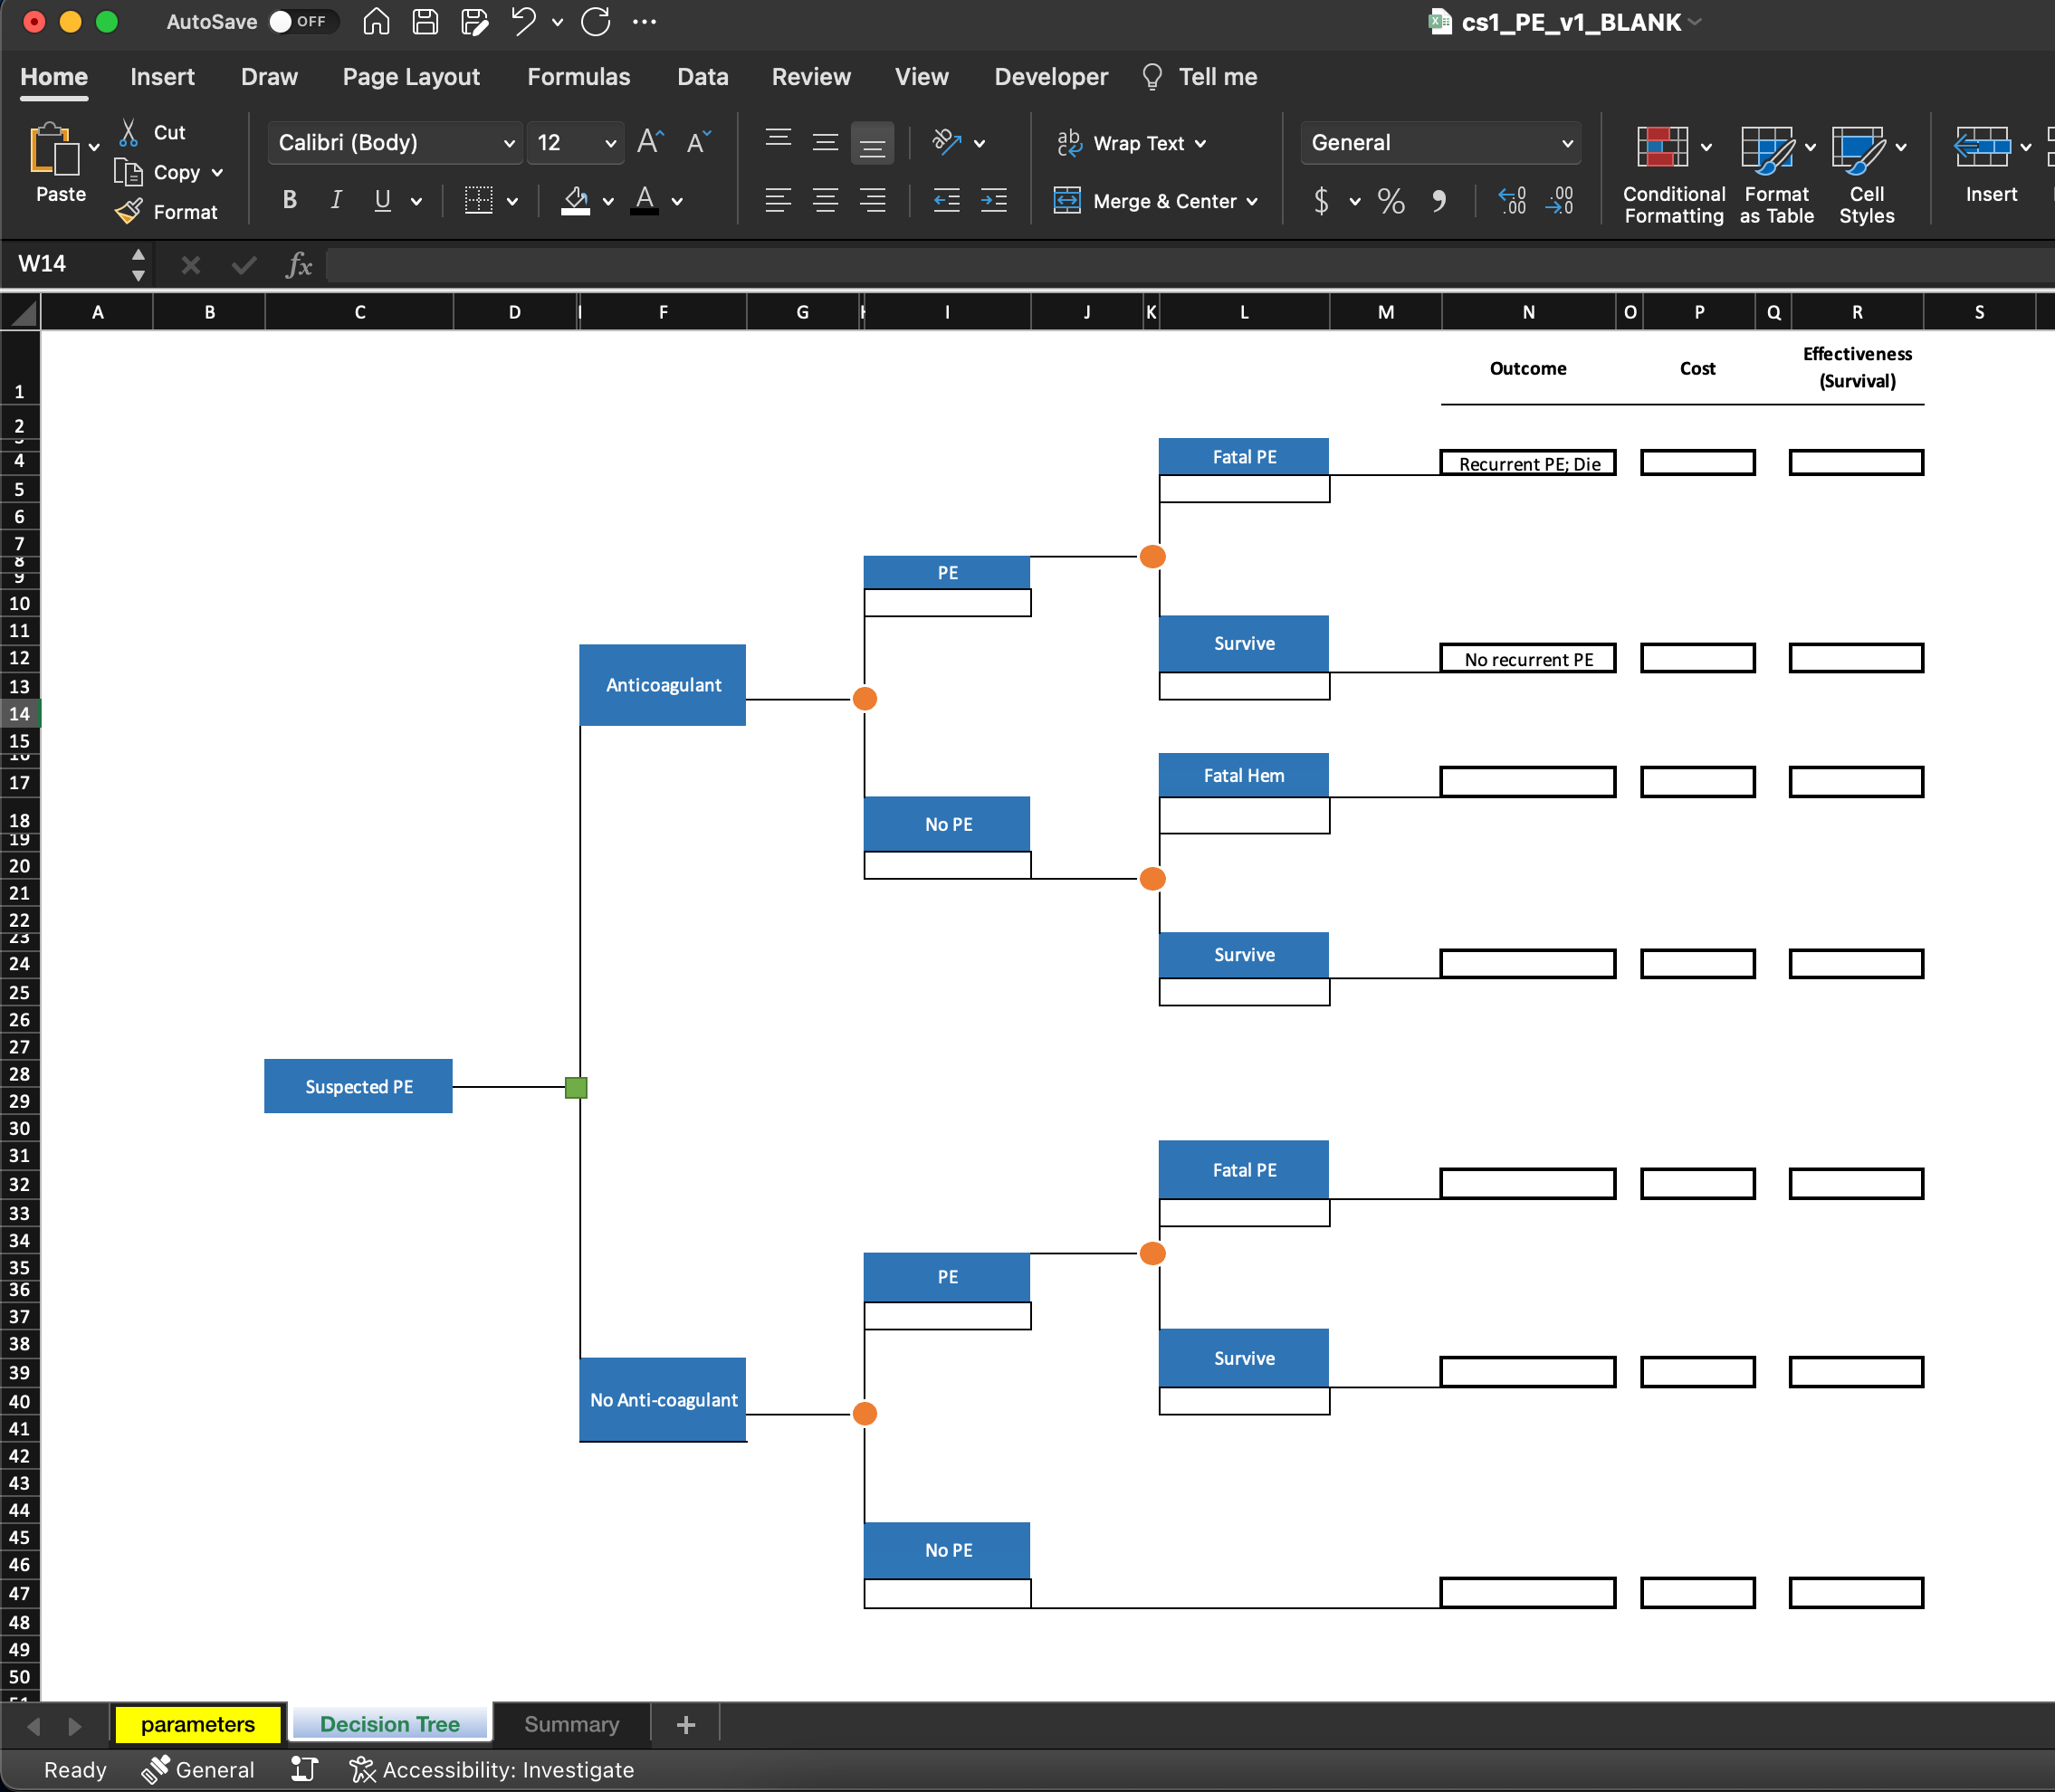 AutoSave OFF
cs1_PE_v1_BLANK
Home Insert Draw Page Layout Formulas Data Review View Developer Tell me
Paste
Cut
Copy
Format
Calibri (Body) 12
B I U
Wrap Text
Merge & Center
General
$ %
Conditional Formatting
Format as Table
Cell Styles
Insert
W14
fx
A B C D F G I J K L M N O P Q R S
1
2
3
4
5
6
7
8
9
10
11
12
13
14
15
16
17
18
19
20
21
22
23
24
25
26
27
28
29
30
31
32
33
34
35
36
37
38
39
40
41
42
43
44
45
46
47
48
49
50
51
Outcome Cost Effectiveness
(Survival)
Fatal PE
Recurrent PE; Die
PE
Survive
No recurrent PE
Anticoagulant
Fatal Hem
No PE
Survive
Suspected PE
Fatal PE
PE
Survive
No Anti-coagulant
No PE
parameters Decision Tree Summary +
Ready General Accessibility: Investigate